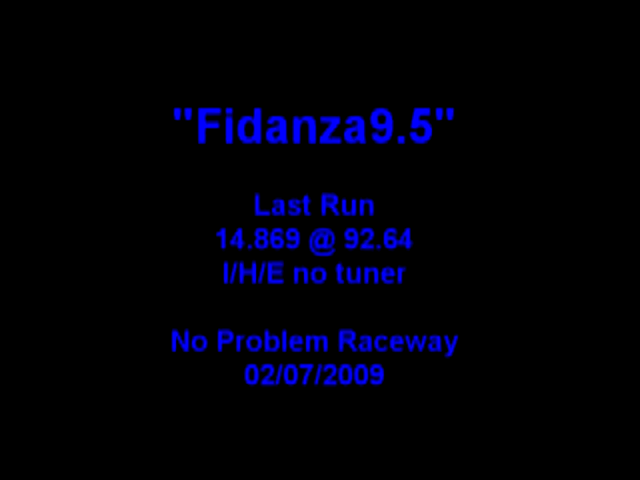 "Fidanza9.5"
Last Run
14.869 @ 92.64
I/H/E no tuner
No Problem Raceway
02/07/2009